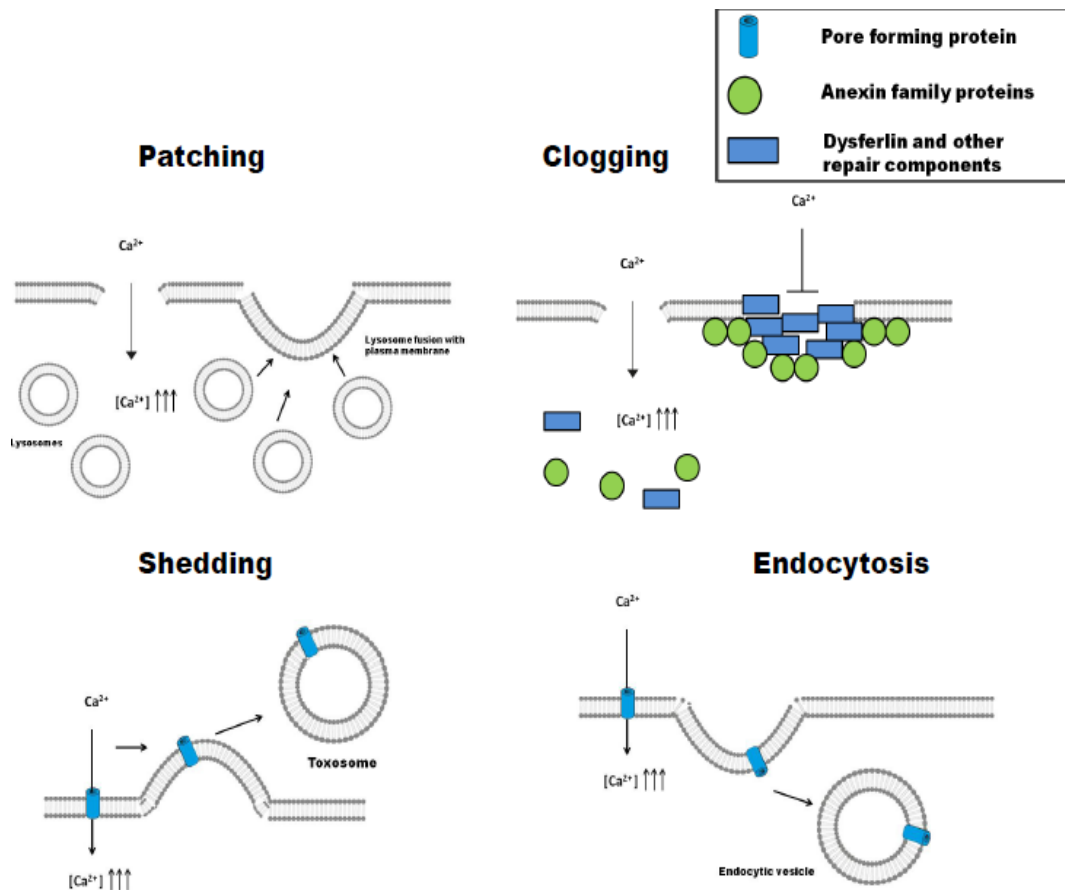 Pore forming protein
Anexin family proteins
Dysferlin and other
repair components
Patching
Clogging
Ca²⁺
Ca²⁺
Ca²⁺
Lysosome fusion with
plasma membrane
[Ca²⁺] ↑↑↑
Lysosomes
[Ca²⁺] ↑↑↑
Shedding
Endocytosis
Ca²⁺
Ca²⁺
Toxosome
[Ca²⁺] ↑↑↑
[Ca²⁺] ↑↑↑
Endocytic vesicle